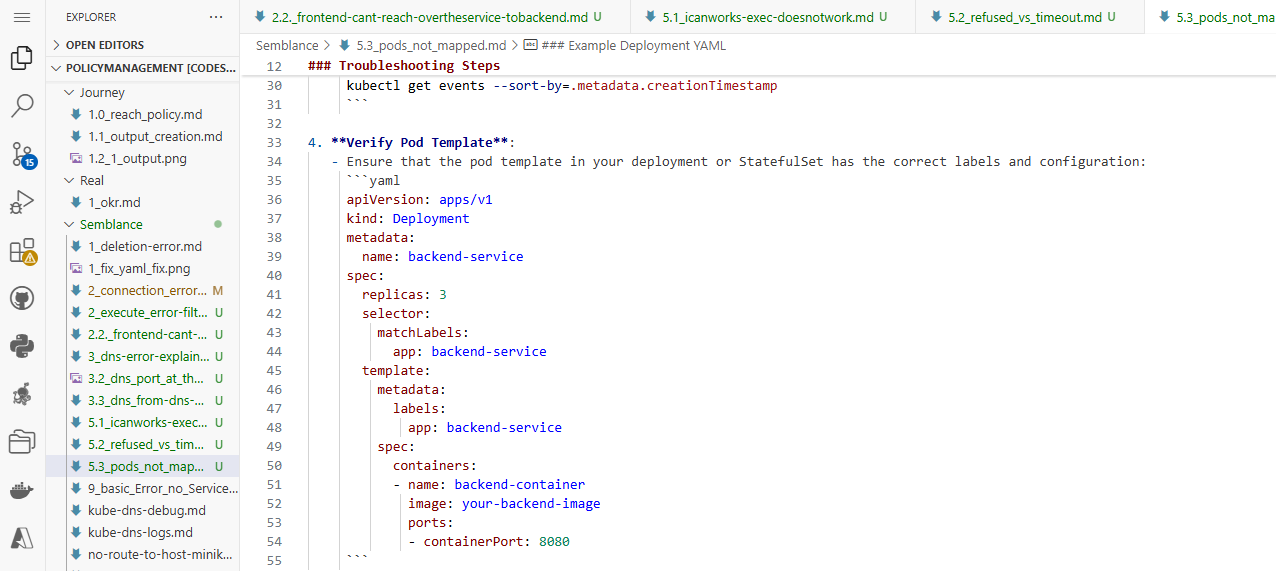 EXPLORER ···
OPEN EDITORS
POLICYMANAGEMENT [CODES...
Journey
1.0_reach_policy.md
1.1_output_creation.md
1.2_1_output.png
Real
1_okr.md
Semblance
1_deletion-error.md
1_fix_yaml_fix.png
2_connection_error... M
2_execute_error-filt... U
2.2._frontend-cant-... U
3_dns-error-explain... U
3.2_dns_port_at_th... U
3.3_dns_from-dns-... U
5.1_icanworks-exec... U
5.2_refused_vs_tim... U
5.3_pods_not_map... U
9_basic_Error_no_Service...
kube-dns-debug.md
kube-dns-logs.md
no-route-to-host-minik...
15
2.2._frontend-cant-reach-overtheservice-tobackend.md U
5.1_icanworks-exec-doesnotwork.md U
5.2_refused_vs_timeout.md U
5.3_pods_not_ma
Semblance > 5.3_pods_not_mapped.md > abc ### Example Deployment YAML
12 ### Troubleshooting Steps
30 kubectl get events --sort-by=.metadata.creationTimestamp
31 ```
32
33 4. **Verify Pod Template**:
34 - Ensure that the pod template in your deployment or StatefulSet has the correct labels and configuration:
35 ```yaml
36 apiVersion: apps/v1
37 kind: Deployment
38 metadata:
39 name: backend-service
40 spec:
41 replicas: 3
42 selector:
43 matchLabels:
44 app: backend-service
45 template:
46 metadata:
47 labels:
48 app: backend-service
49 spec:
50 containers:
51 - name: backend-container
52 image: your-backend-image
53 ports:
54 - containerPort: 8080
55 ```